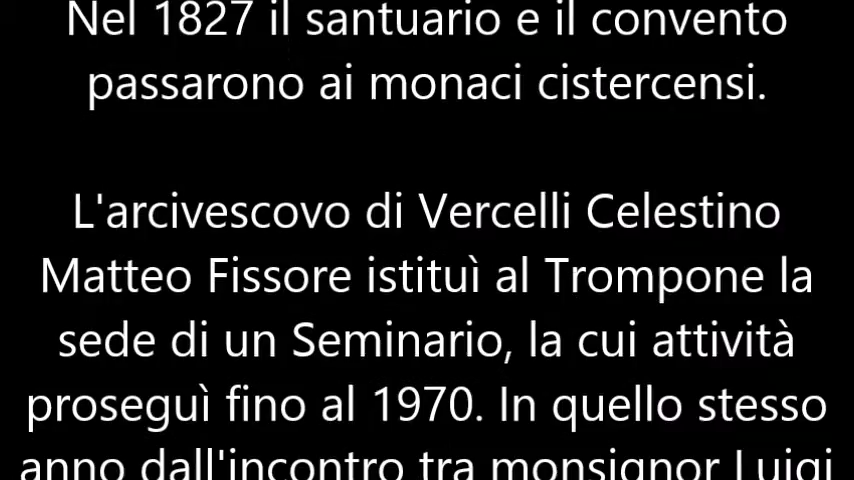 Nel 1827 il santuario e il convento
passarono ai monaci cistercensi.
L'arcivescovo di Vercelli Celestino
Matteo Fissore istituì al Trompone la
sede di un Seminario, la cui attività
proseguì fino al 1970. In quello stesso
anno dall'incontro tra monsignor Luigi